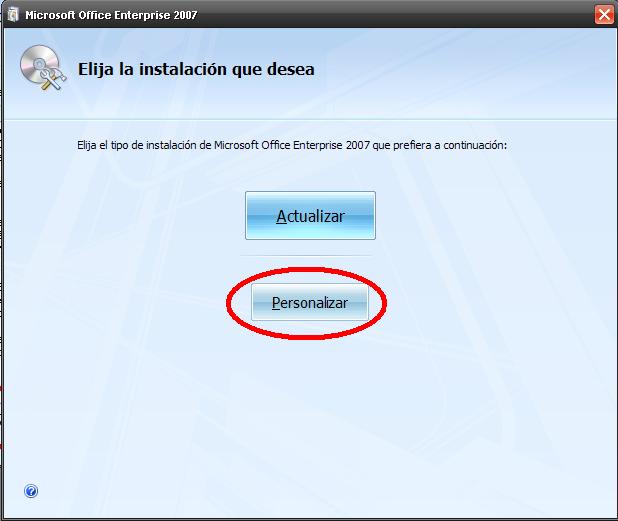 Microsoft Office Enterprise 2007
Elija la instalación que desea
Elija el tipo de instalación de Microsoft Office Enterprise 2007 que prefiera a continuación:
Actualizar
Personalizar